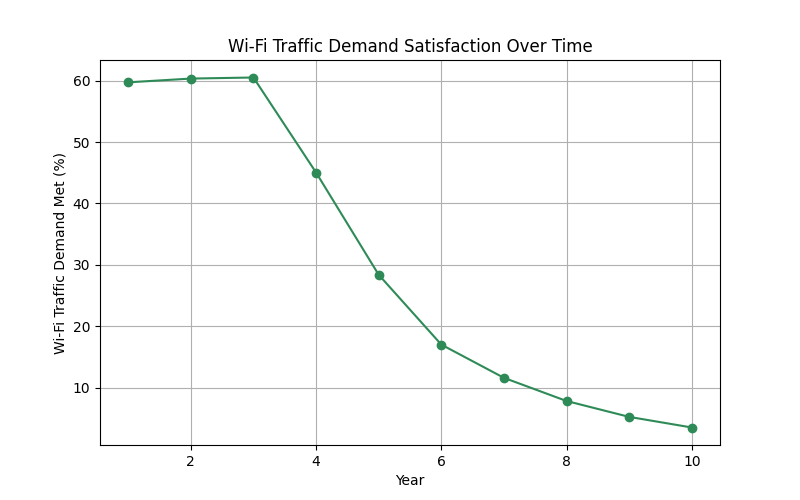 Wi-Fi Traffic Demand Satisfaction Over Time
Wi-Fi Traffic Demand Met (%)
60
50
40
30
20
10
2 4 6 8 10
Year